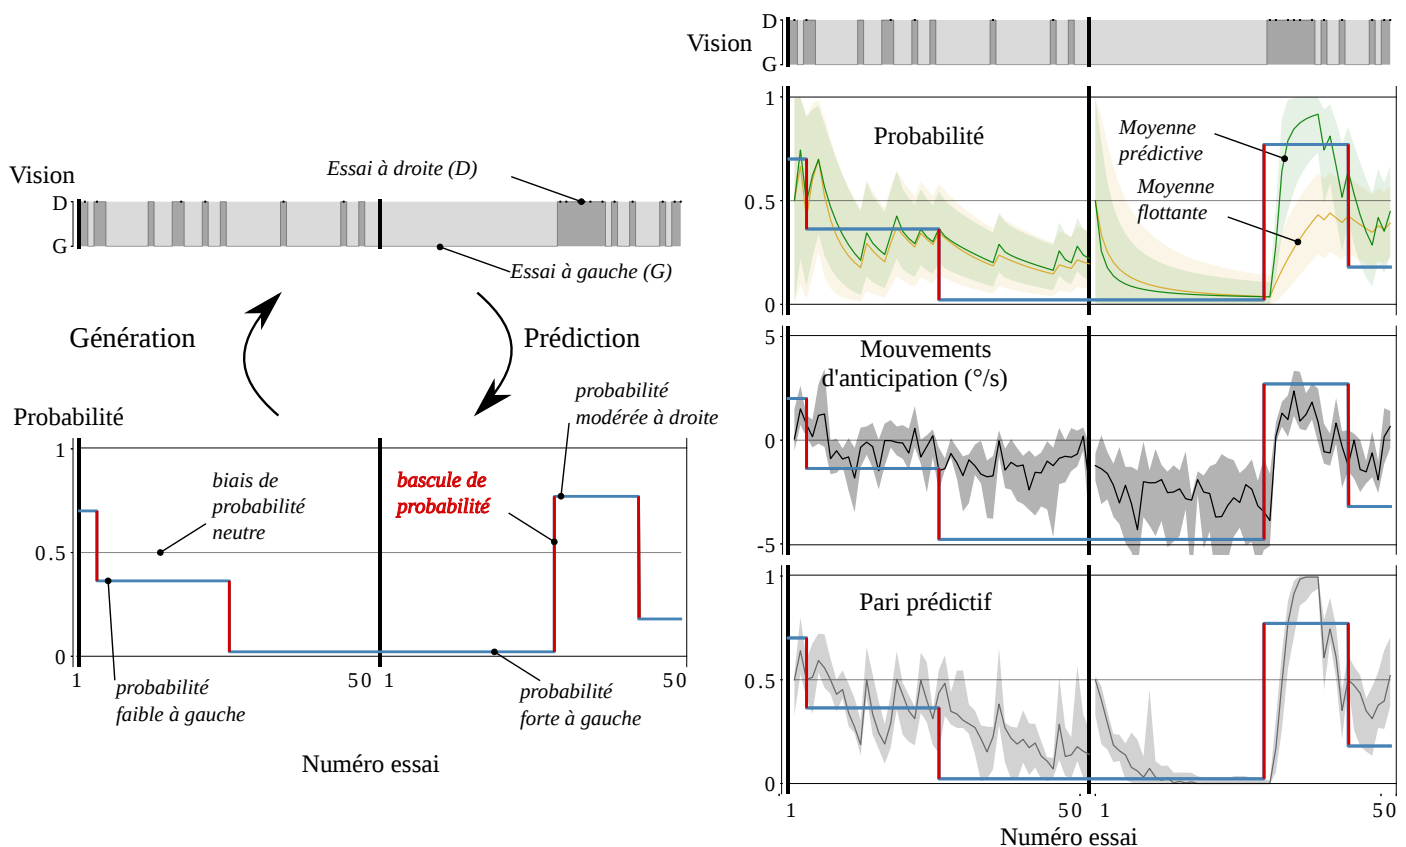 Vision
D
G
Essai à droite (D)
Essai à gauche (G)
Génération
Prédiction
Probabilité
probabilité
modérée à droite
1
0.5
0
biais de
probabilité
neutre
bascule de
probabilité
1
50
1
50
probabilité
faible à gauche
probabilité
forte à gauche
Numéro essai
Vision
D
G
1
0.5
0
Probabilité
Moyenne
prédictive
Moyenne
flottante
5
0
-5
Mouvements
d'anticipation (°/s)
1
0.5
0
Pari prédictif
1
50
1
50
Numéro essai